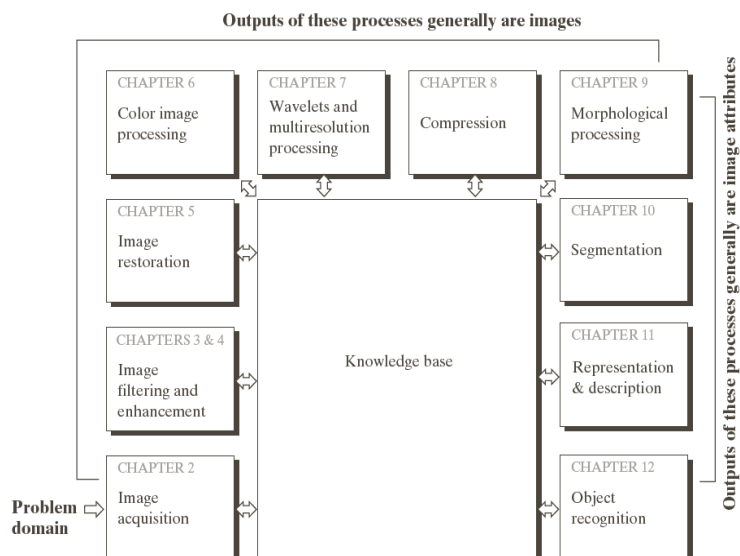 Outputs of these processes generally are images
CHAPTER 6
Color image
processing
CHAPTER 7
Wavelets and
multiresolution
processing
CHAPTER 8
Compression
CHAPTER 9
Morphological
processing
CHAPTER 5
Image
restoration
CHAPTERS 3 & 4
Image
filtering and
enhancement
CHAPTER 2
Image
acquisition
Problem
domain
Knowledge base
CHAPTER 10
Segmentation
CHAPTER 11
Representation
& description
CHAPTER 12
Object
recognition
Outputs of these processes generally are image attributes